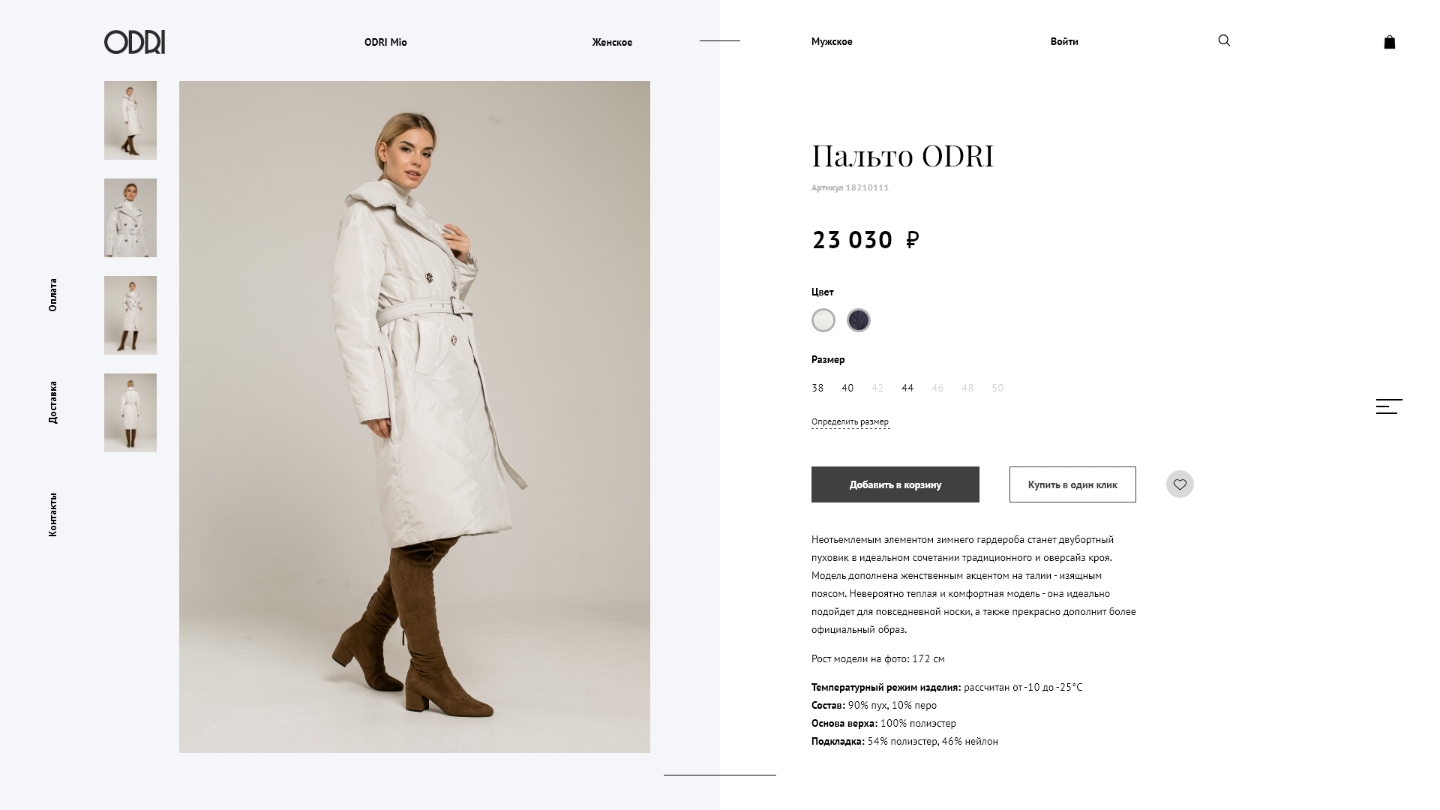 ODRI
ODRI Mio
Женское
Мужское
Войти
Оплата
Доставка
Контакты
Пальто ODRI
Артикул 18210111
23 030 ₽
Цвет
Размер
38 40 42 44 46 48 50
Определить размер
Добавить в корзину
Купить в один клик
Неотъемлемым элементом зимнего гардероба станет двубортный
пуховик в идеальном сочетании традиционного и оверсайз кроя.
Модель дополнена женственным акцентом на талии - изящным
поясом. Невероятно теплая и комфортная модель - она идеально
подойдет для повседневной носки, а также прекрасно дополнит более
официальный образ.
Рост модели на фото: 172 см
Температурный режим изделия: рассчитан от -10 до -25°C
Состав: 90% пух, 10% перо
Основа верха: 100% полиэстер
Подкладка: 54% полиэстер, 46% нейлон